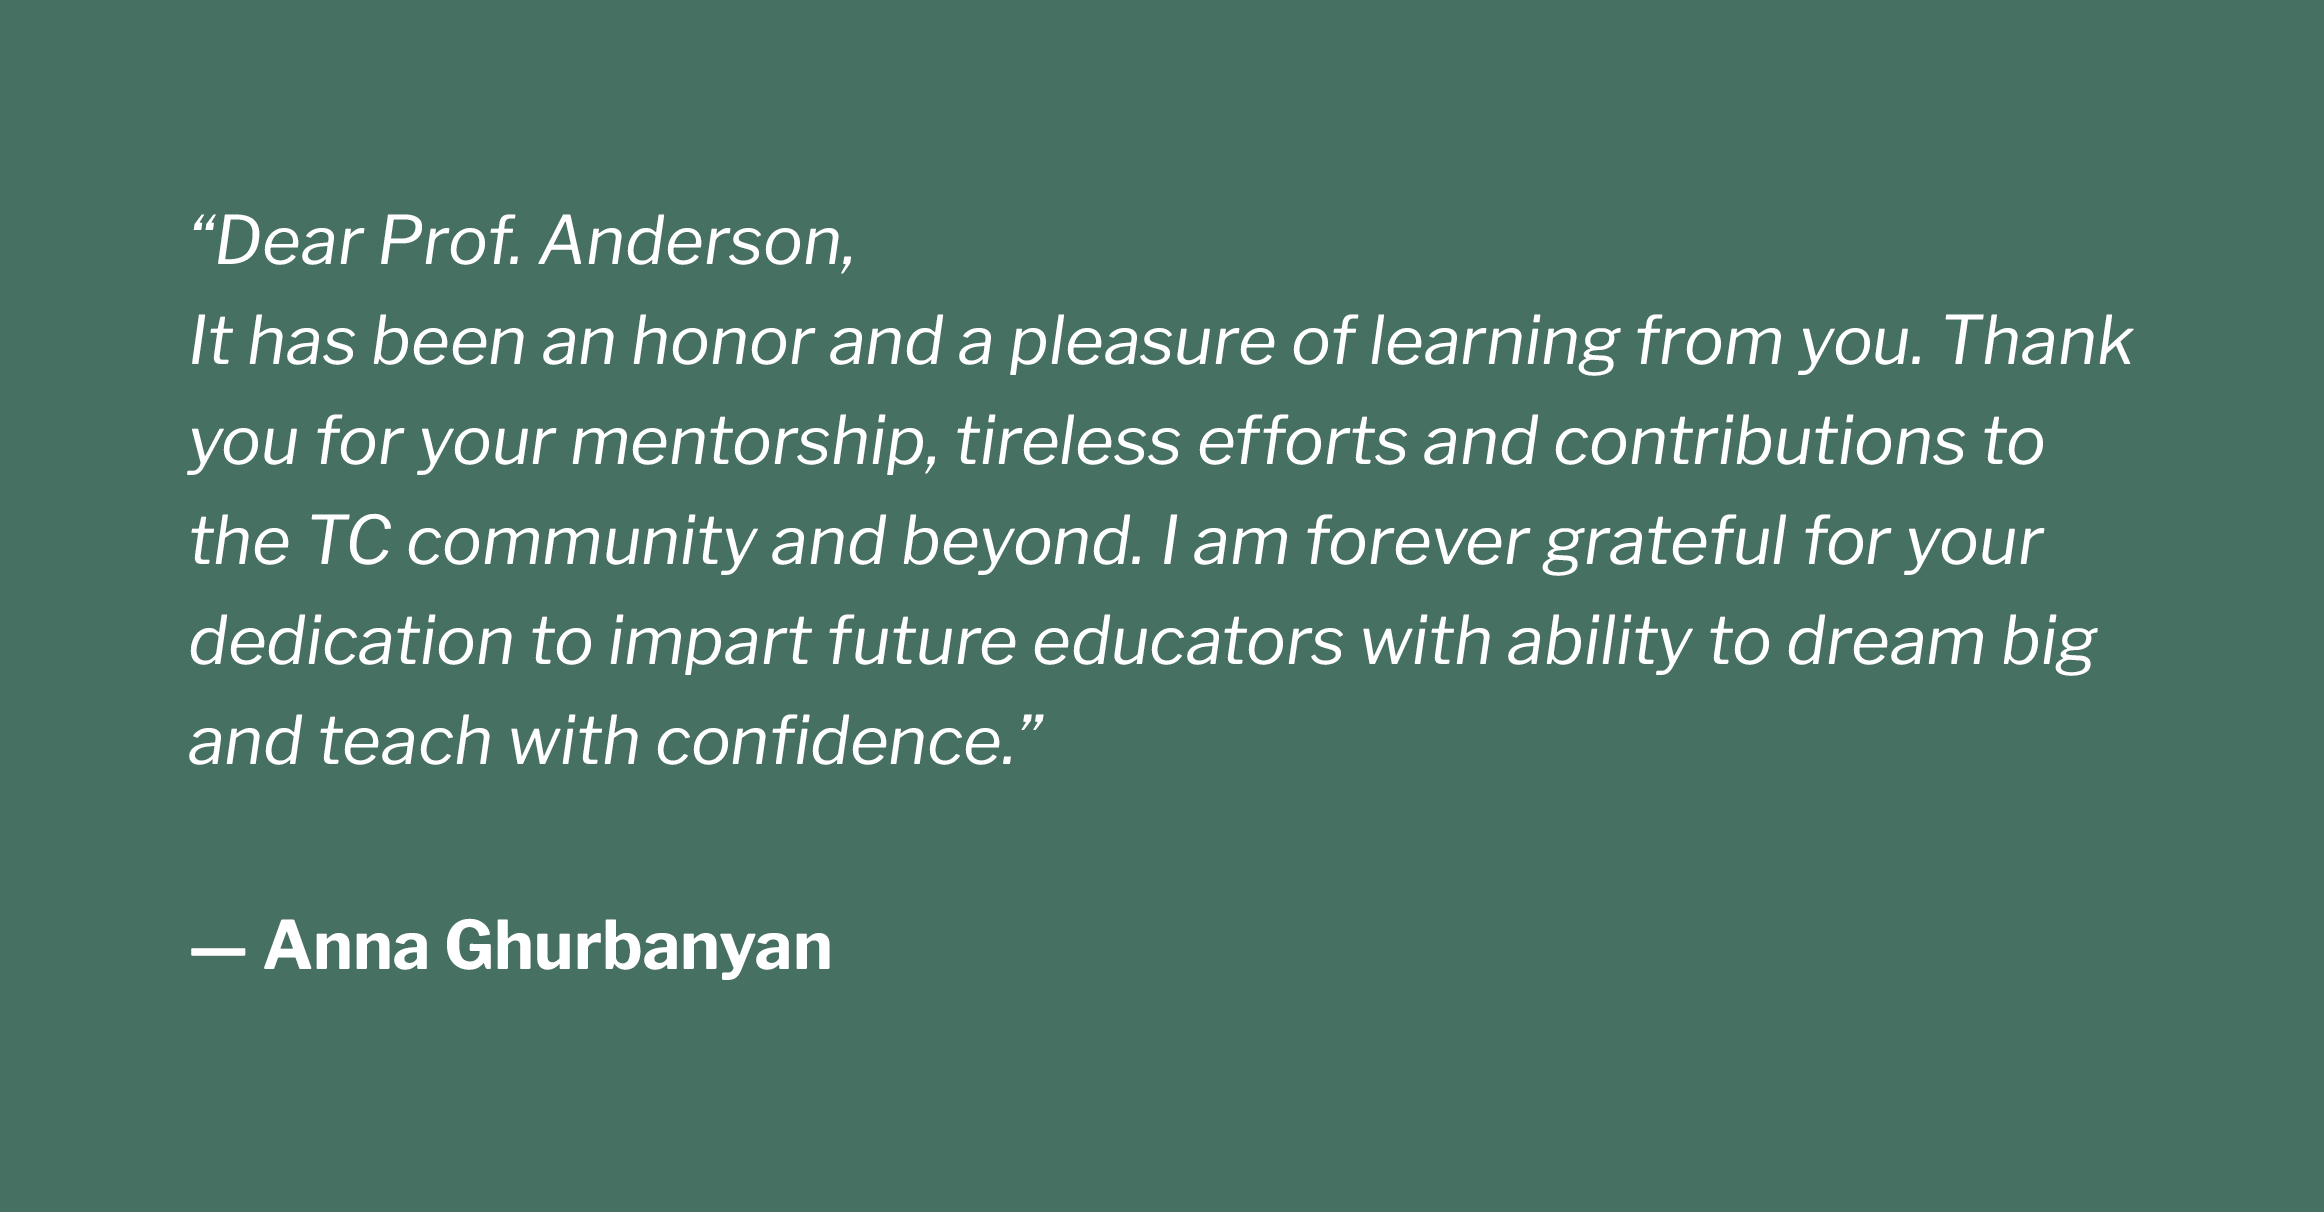 “Dear Prof. Anderson,
It has been an honor and a pleasure of learning from you. Thank
you for your mentorship, tireless efforts and contributions to
the TC community and beyond. I am forever grateful for your
dedication to impart future educators with ability to dream big
and teach with confidence.”
— Anna Ghurbanyan